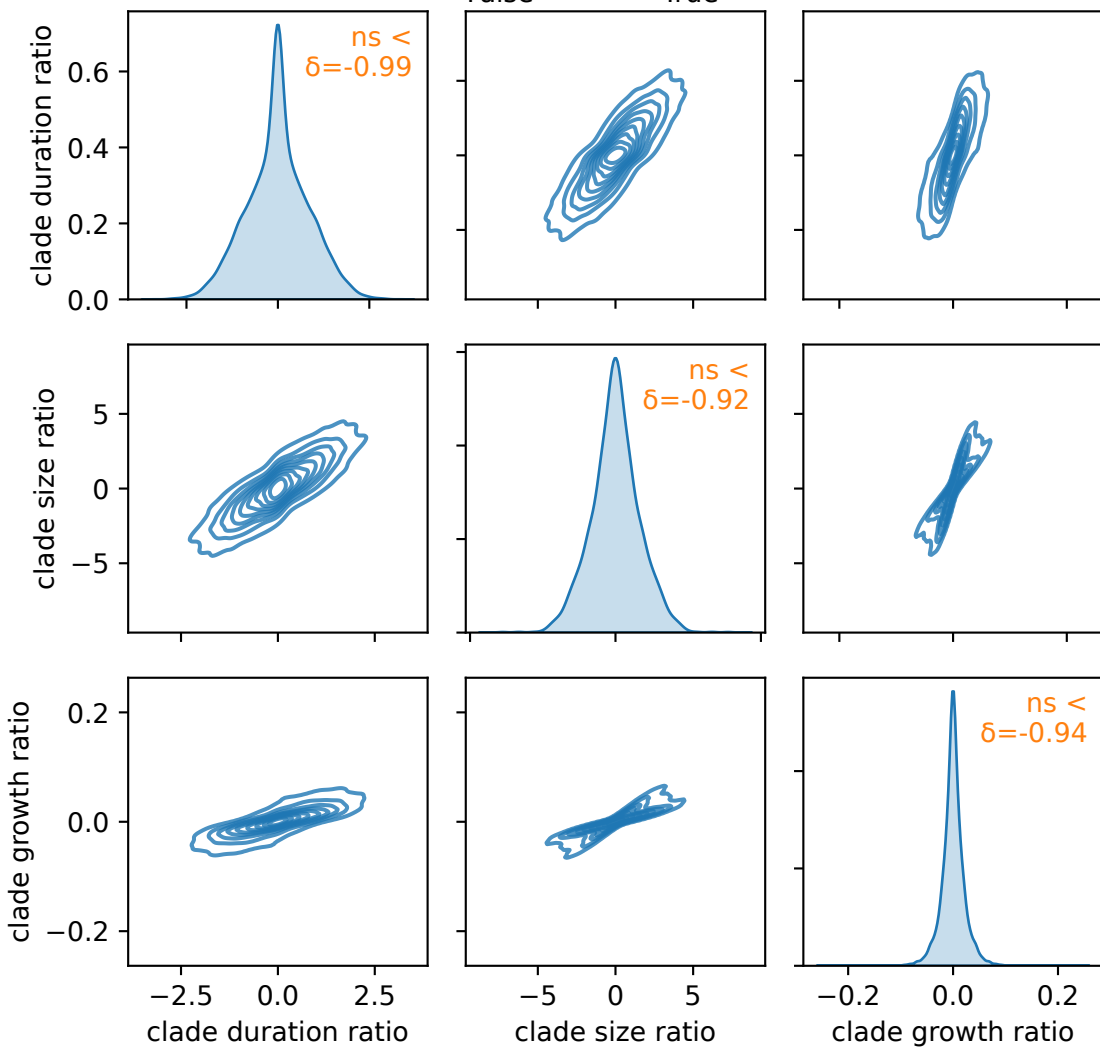 True
clade duration ratio
0.6
0.4
0.2
0.0
ns <
δ=-0.99
clade size ratio
5
0
−5
ns <
δ=-0.92
clade growth ratio
0.2
0.0
−0.2
ns <
δ=-0.94
−2.5 0.0 2.5
−5 0 5
−0.2 0.0 0.2
clade duration ratio
clade size ratio
clade growth ratio